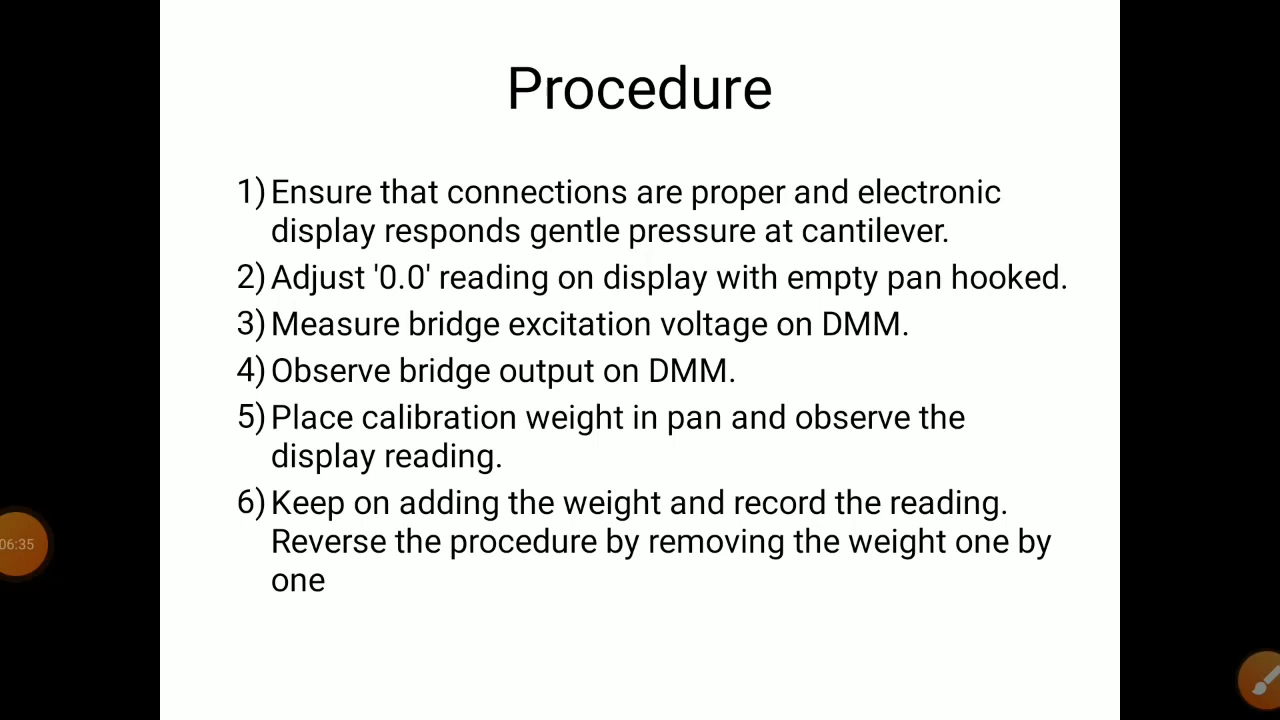 Procedure
1) Ensure that connections are proper and electronic
display responds gentle pressure at cantilever.
2) Adjust '0.0' reading on display with empty pan hooked.
3) Measure bridge excitation voltage on DMM.
4) Observe bridge output on DMM.
5) Place calibration weight in pan and observe the
display reading.
6) Keep on adding the weight and record the reading.
Reverse the procedure by removing the weight one by
one
06:35